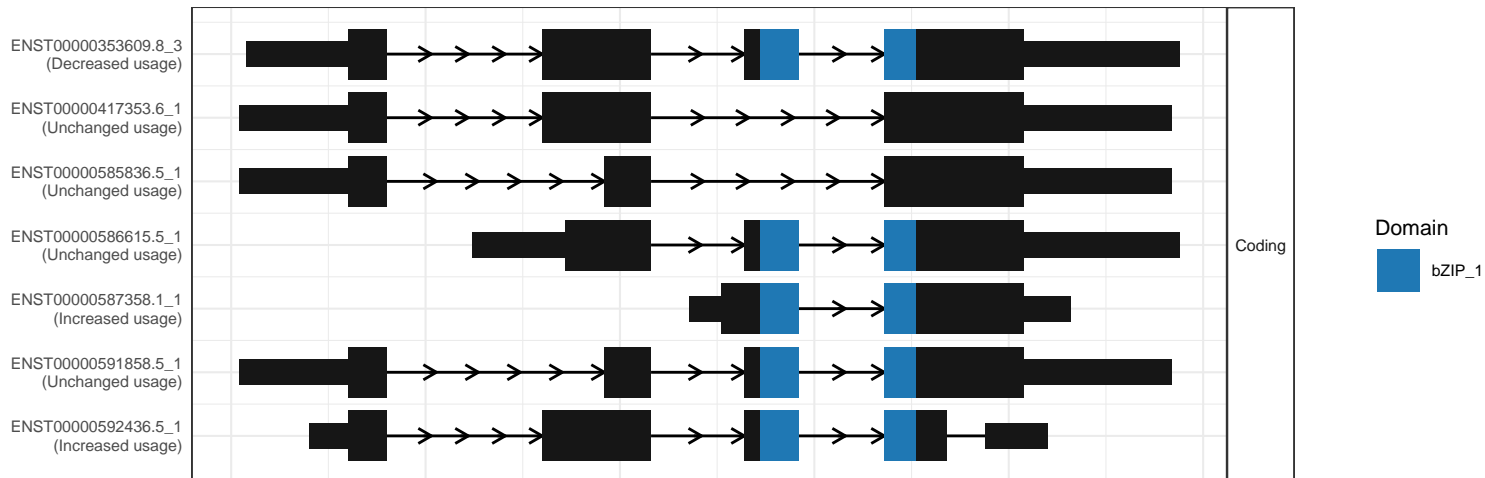 ENST00000353609.8_3
(Decreased usage)
ENST00000417353.6_1
(Unchanged usage)
ENST00000585836.5_1
(Unchanged usage)
ENST00000586615.5_1
(Unchanged usage)
ENST00000587358.1_1
(Increased usage)
ENST00000591858.5_1
(Unchanged usage)
ENST00000592436.5_1
(Increased usage)
Coding
Domain
bZIP_1